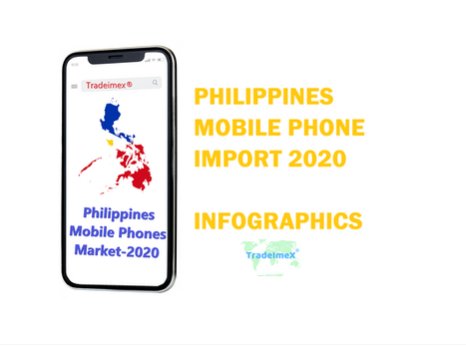 Tradeimex®
Philippines
Mobile Phones
Market-2020
PHILIPPINES
MOBILE PHONE
IMPORT 2020
INFOGRAPHICS
TradeImeX®